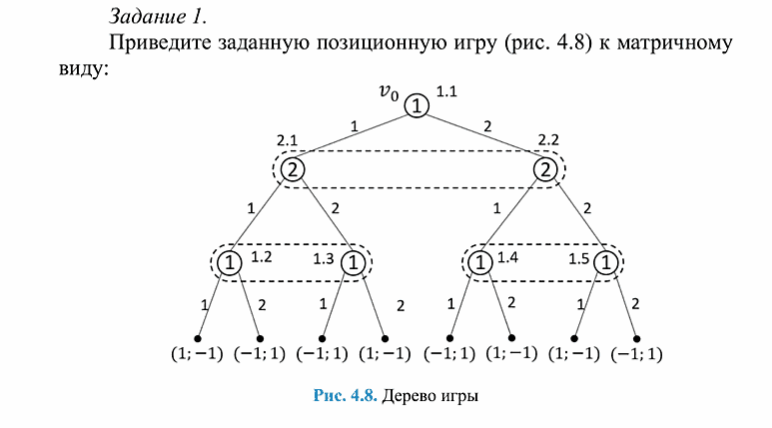 Задание 1.
Приведите заданную позиционную игру (рис. 4.8) к матричному
виду:
v₀ 1 1.1
1 2
2.1 2.2
2 2
1 2 1 2
1 1.2 1.3 1 1 1.4 1.5 1
1 2 1 2 1 2 1 2
(1; −1) (−1; 1) (−1; 1) (1; −1) (−1; 1) (1; −1) (1; −1) (−1; 1)
Рис. 4.8. Дерево игры